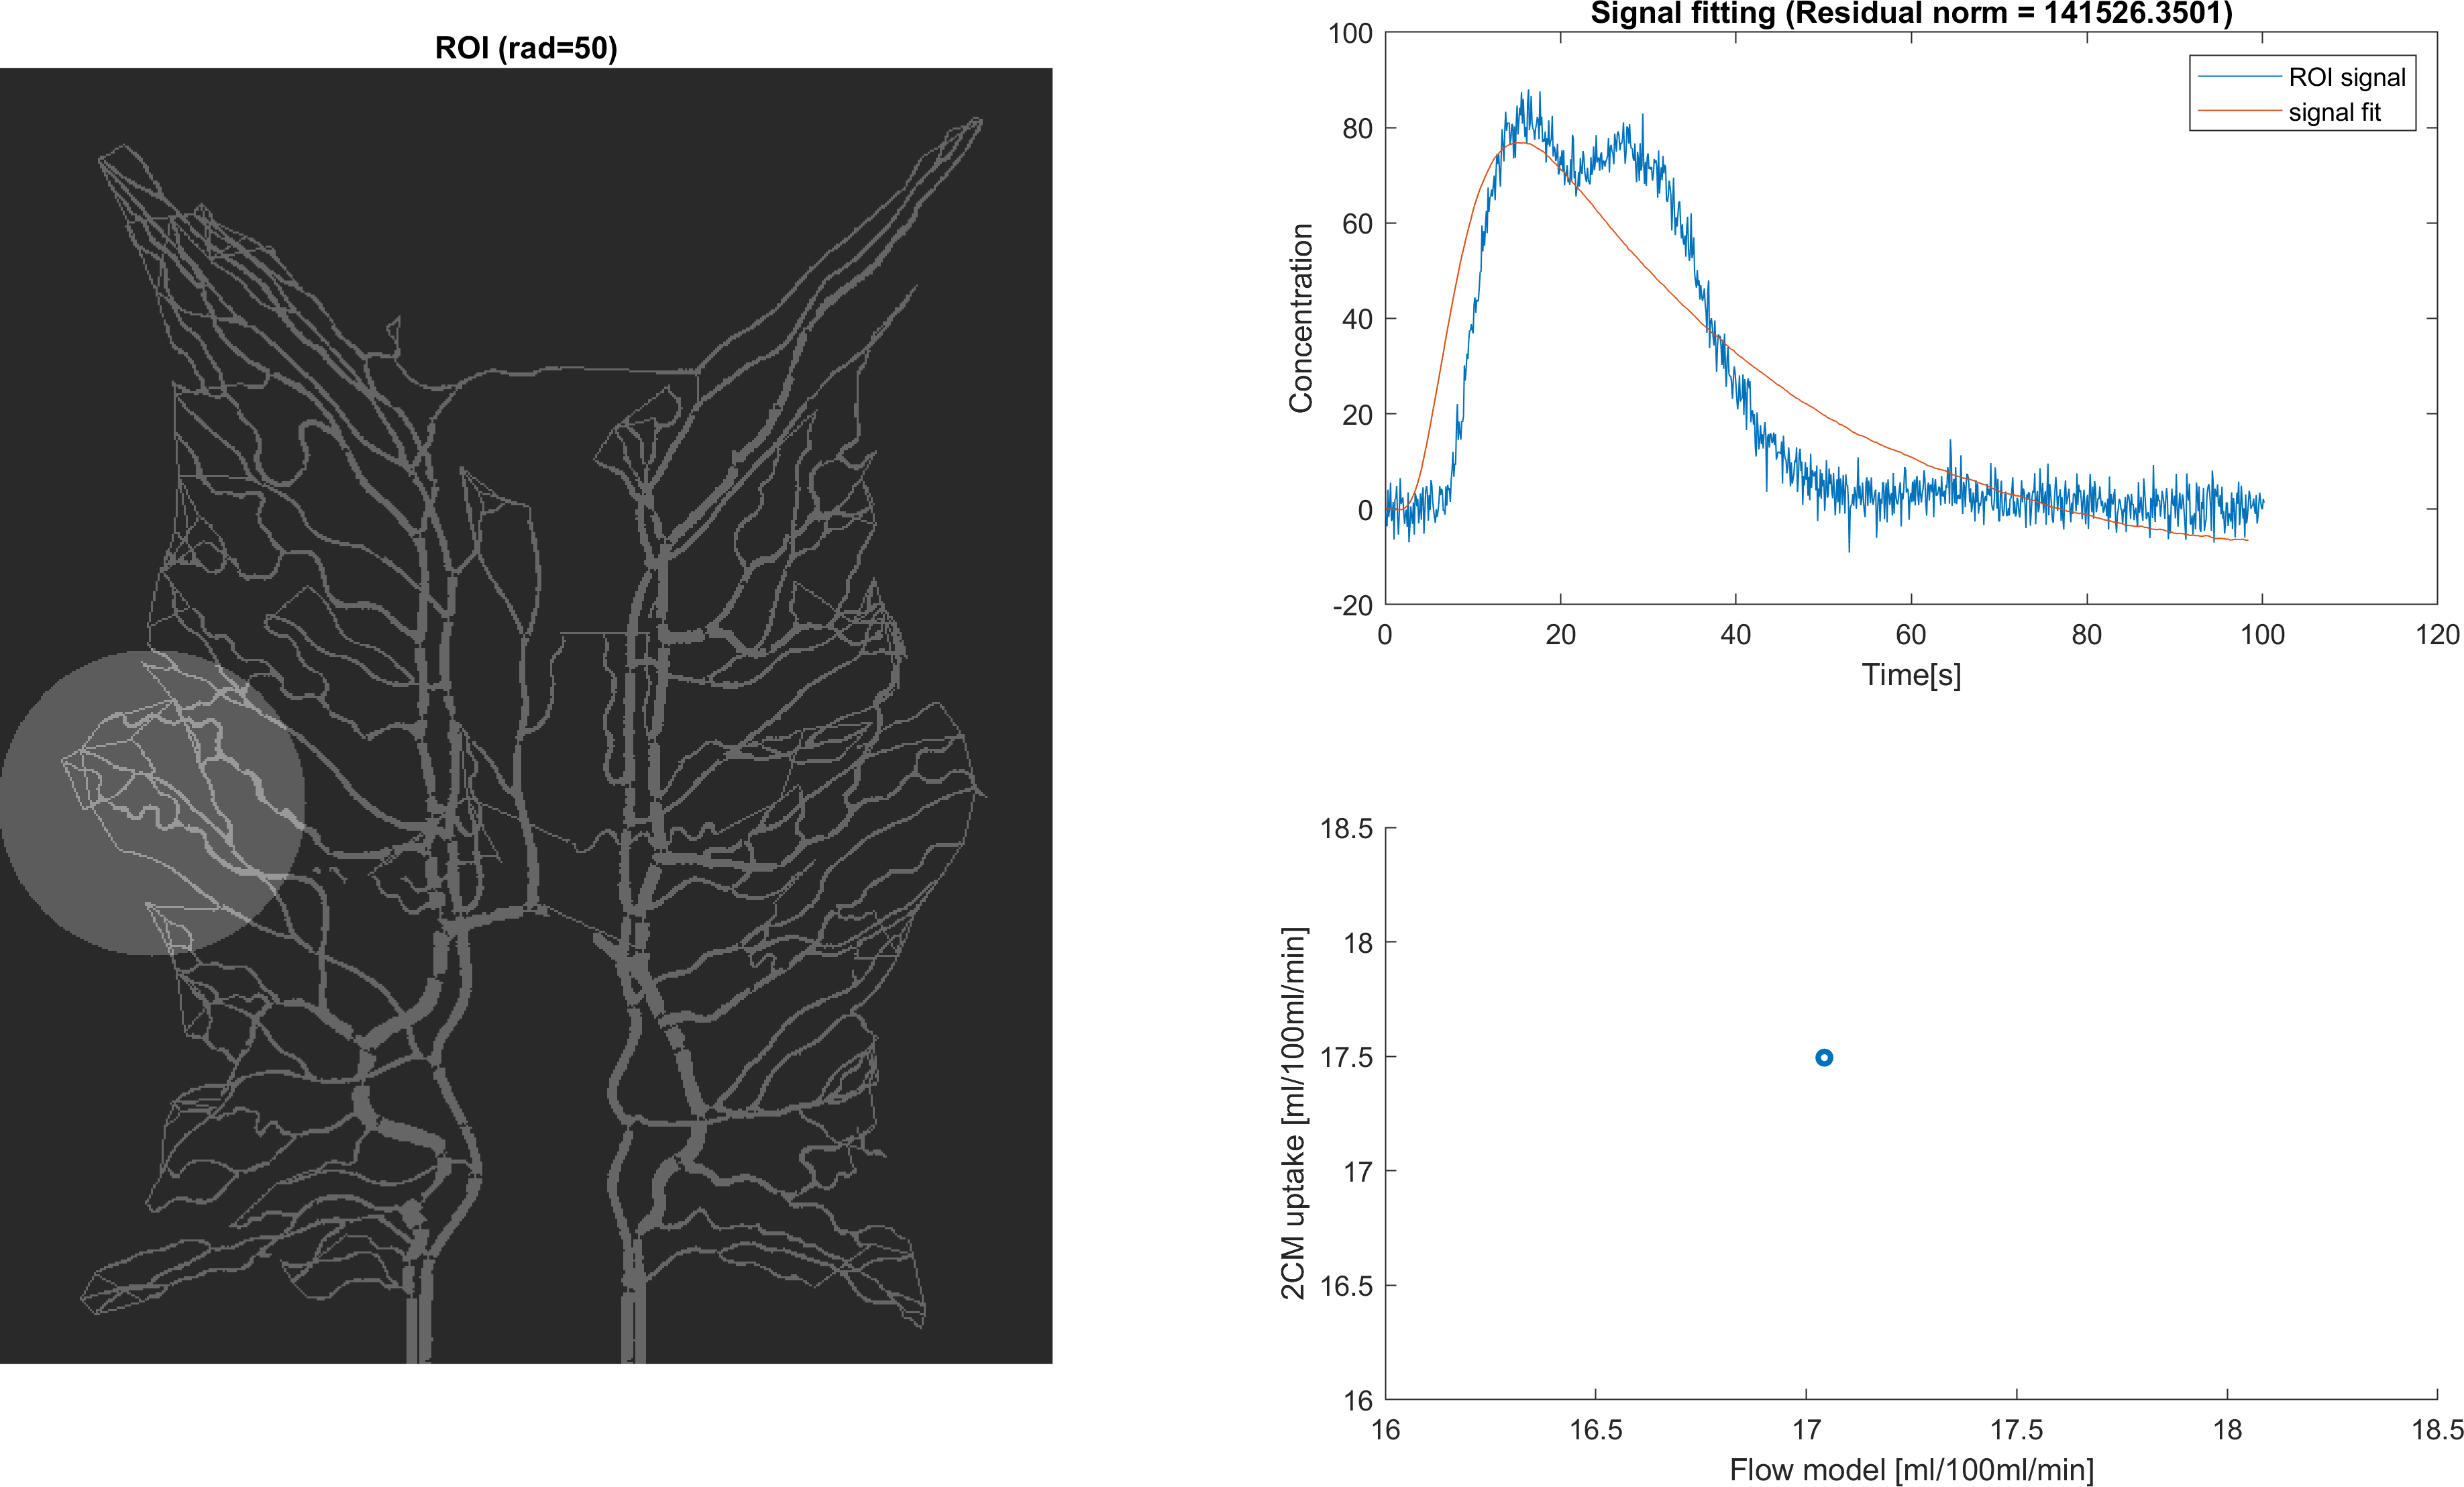 ROI (rad=50)
Signal fitting (Residual norm = 141526.3501)
100
80
60
40
20
0
-20
Concentration
ROI signal
signal fit
0 20 40 60 80 100 120
Time[s]
18.5
18
17.5
17
16.5
16
2CM uptake [ml/100ml/min]
16 16.5 17 17.5 18 18.5
Flow model [ml/100ml/min]